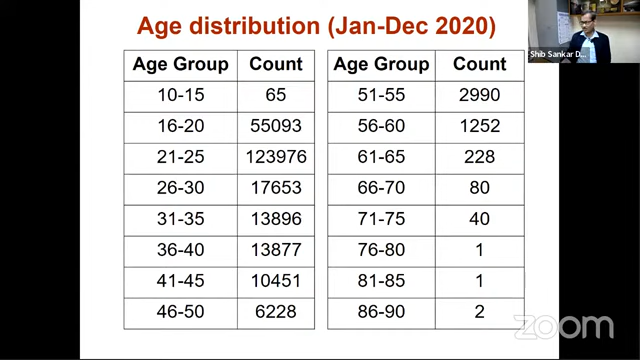 Age distribution (Jan-Dec 2020)
Shib Sankar D...
Age Group Count Age Group Count
10-15 65 51-55 2990
16-20 55093 56-60 1252
21-25 123976 61-65 228
26-30 17653 66-70 80
31-35 13896 71-75 40
36-40 13877 76-80 1
41-45 10451 81-85 1
46-50 6228 86-90 2
zoom